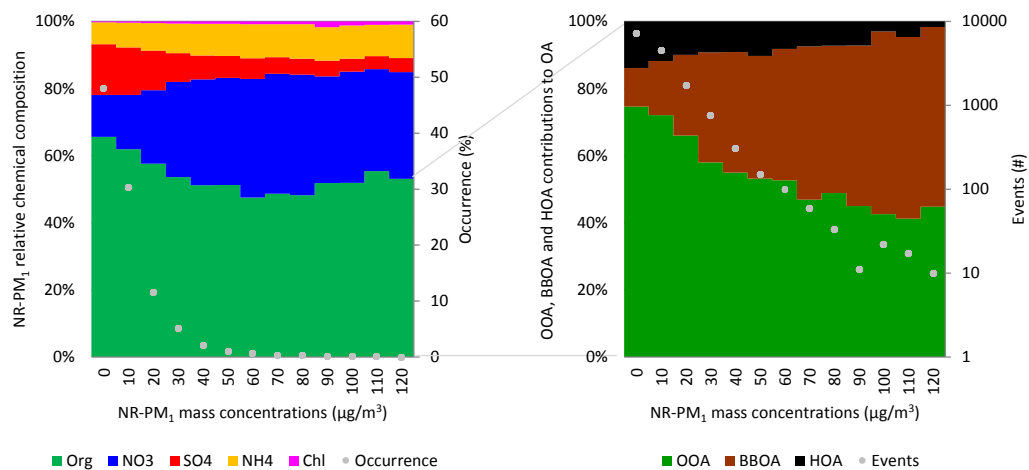 NR-PM1 relative chemical composition
100%
80%
60%
40%
20%
0%
60
50
40
30
20
10
0
Occurrence (%)
0 10 20 30 40 50 60 70 80 90 100 110 120
NR-PM1 mass concentrations (µg/m³)
Org NO3 SO4 NH4 Chl Occurrence
OOA, BBOA and HOA contributions to OA
100%
80%
60%
40%
20%
0%
10000
1000
100
10
1
Events (#)
0 10 20 30 40 50 60 70 80 90 100 110 120
NR-PM1 mass concentrations (µg/m³)
OOA BBOA HOA Events